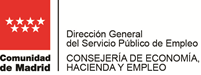 Comunidad
de Madrid
Dirección General
del Servicio Público de Empleo
CONSEJERÍA DE ECONOMÍA,
HACIENDA Y EMPLEO